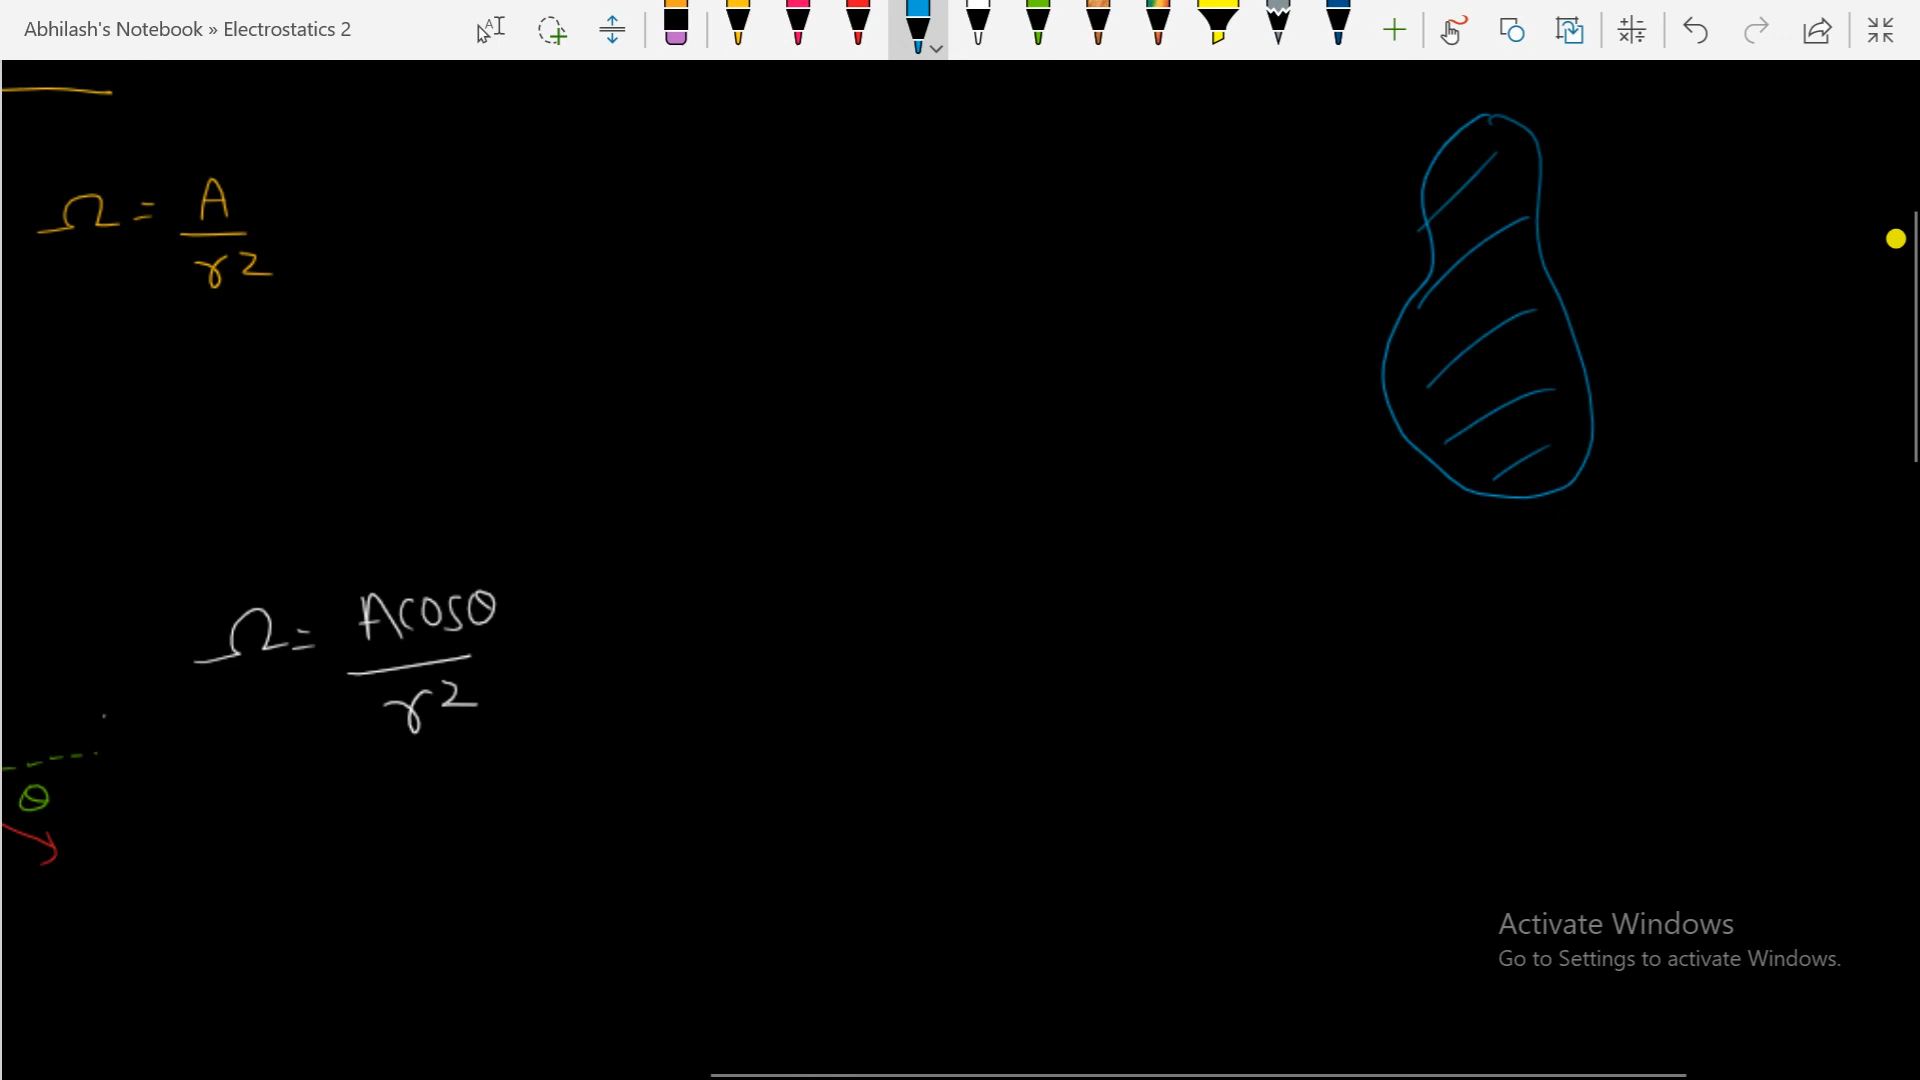 Abhilash's Notebook » Electrostatics 2
Ω = A
r²
Ω = Acosθ
r²
θ
Activate Windows
Go to Settings to activate Windows.